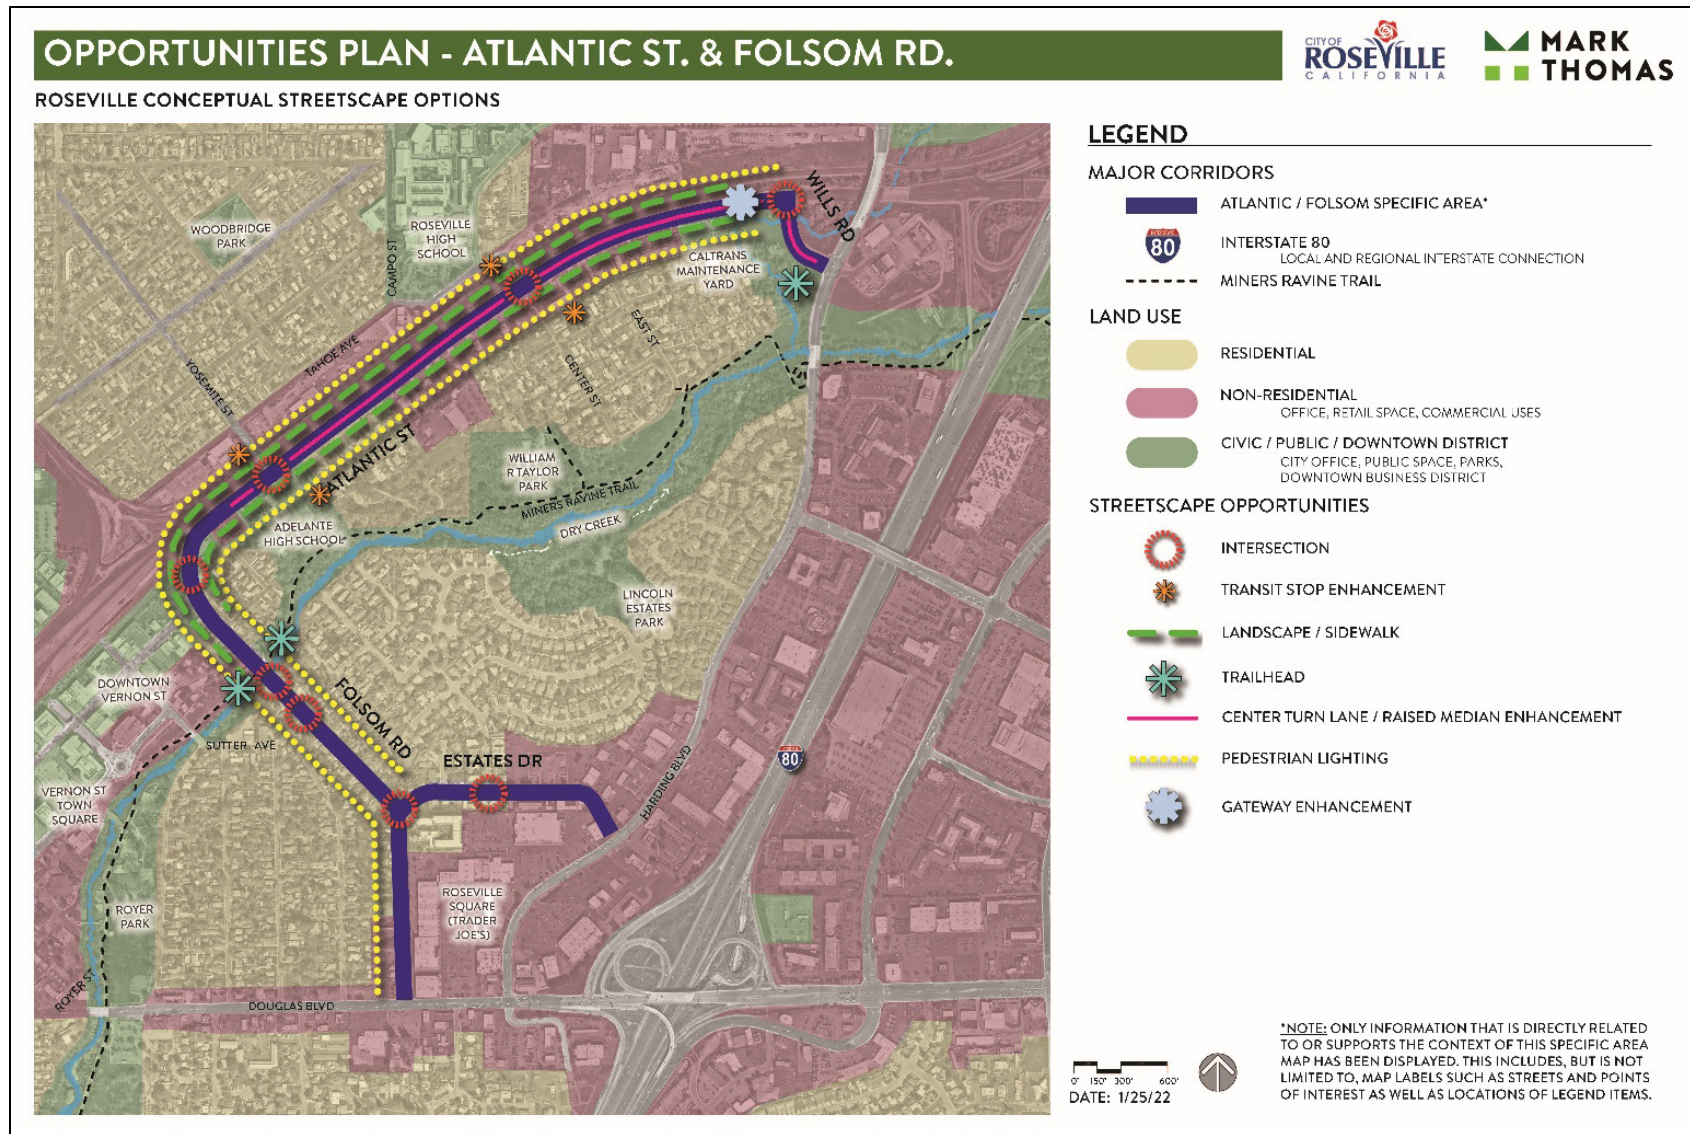 OPPORTUNITIES PLAN - ATLANTIC ST. & FOLSOM RD.
CITY OF
ROSEVILLE
CALIFORNIA
MARK
THOMAS
ROSEVILLE CONCEPTUAL STREETSCAPE OPTIONS
WOODBRIDGE
PARK
ROSEVILLE
HIGH
SCHOOL
CAMPO ST
WILLS RD
CALTRANS
MAINTENANCE
YARD
TAHOE AVE
EAST ST
CENTER ST
YOSEMITE ST
ATLANTIC ST
WILLIAM
R TAYLOR
PARK
MINERS RAVINE TRAIL
DRY CREEK
ADELANTE
HIGH SCHOOL
LINCOLN
ESTATES
PARK
DOWNTOWN
VERNON ST
FOLSOM RD
SUTTER AVE
ESTATES DR
HARDING BLVD
80
VERNON ST
TOWN
SQUARE
ROSEVILLE
SQUARE
(TRADER
JOE'S)
ROYER
PARK
ROYER ST
DOUGLAS BLVD
LEGEND
MAJOR CORRIDORS
ATLANTIC / FOLSOM SPECIFIC AREA*
80
INTERSTATE 80
LOCAL AND REGIONAL INTERSTATE CONNECTION
MINERS RAVINE TRAIL
LAND USE
RESIDENTIAL
NON-RESIDENTIAL
OFFICE, RETAIL SPACE, COMMERCIAL USES
CIVIC / PUBLIC / DOWNTOWN DISTRICT
CITY OFFICE, PUBLIC SPACE, PARKS,
DOWNTOWN BUSINESS DISTRICT
STREETSCAPE OPPORTUNITIES
INTERSECTION
TRANSIT STOP ENHANCEMENT
LANDSCAPE / SIDEWALK
TRAILHEAD
CENTER TURN LANE / RAISED MEDIAN ENHANCEMENT
PEDESTRIAN LIGHTING
GATEWAY ENHANCEMENT
0' 150' 300' 600'
DATE: 1/25/22
*NOTE: ONLY INFORMATION THAT IS DIRECTLY RELATED
TO OR SUPPORTS THE CONTEXT OF THIS SPECIFIC AREA
MAP HAS BEEN DISPLAYED. THIS INCLUDES, BUT IS NOT
LIMITED TO, MAP LABELS SUCH AS STREETS AND POINTS
OF INTEREST AS WELL AS LOCATIONS OF LEGEND ITEMS.